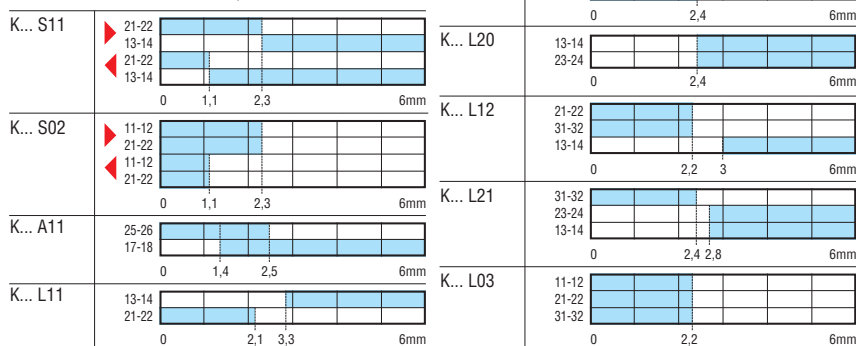 K... S11
21-22
13-14
21-22
13-14
0 1,1 2,3 6mm
K... S02
11-12
21-22
11-12
21-22
0 1,1 2,3 6mm
K... A11
25-26
17-18
0 1,4 2,5 6mm
K... L11
13-14
21-22
0 2,1 3,3 6mm
0 2,4 6mm
K... L20
13-14
23-24
0 2,4 6mm
K... L12
21-22
31-32
13-14
0 2,2 3 6mm
K... L21
31-32
23-24
13-14
0 2,4 2,8 6mm
K... L03
11-12
21-22
31-32
0 2,2 6mm